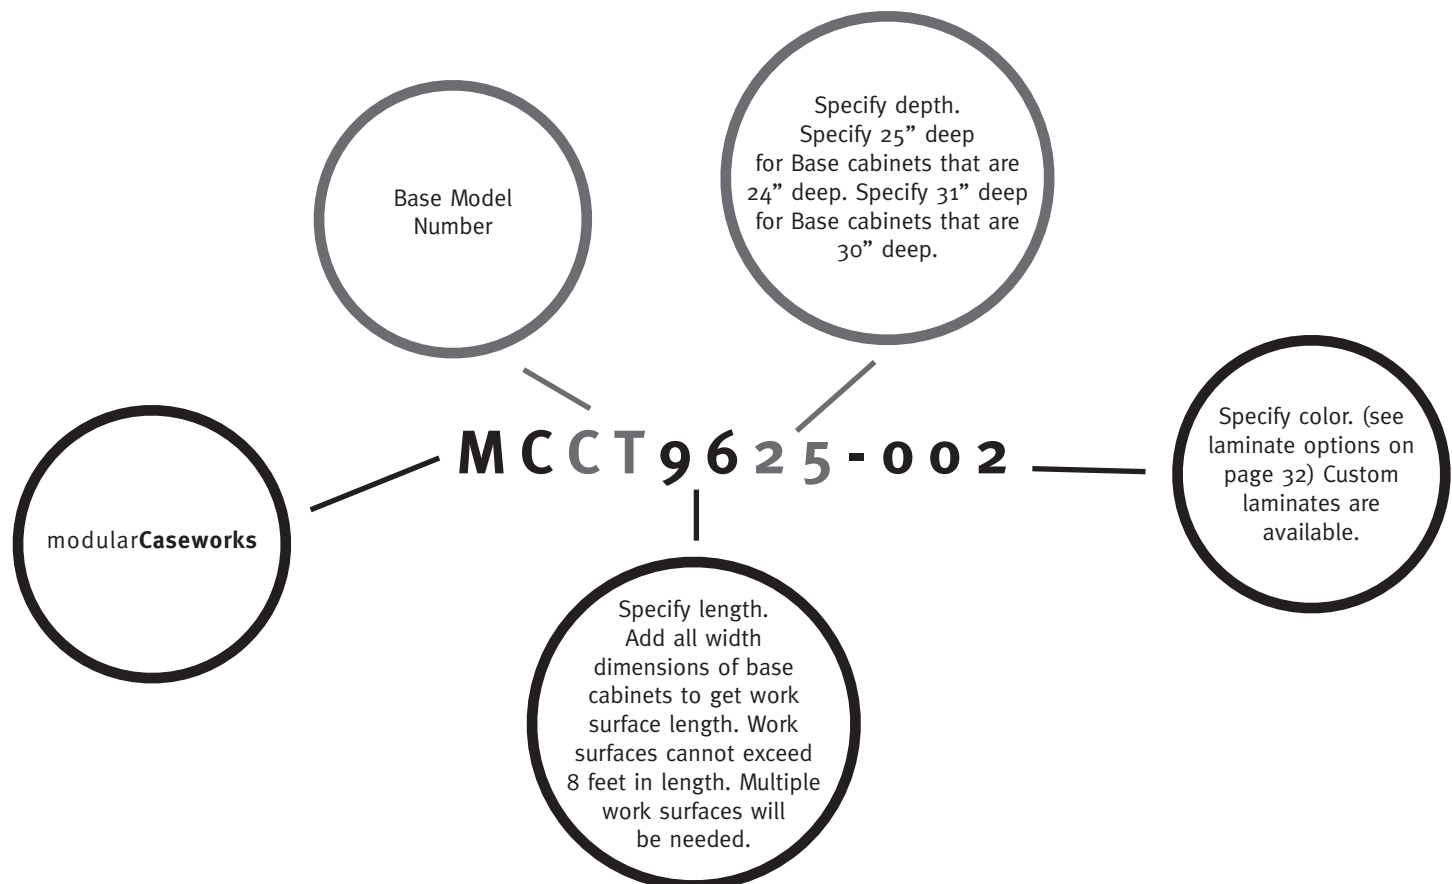 Base Model
Number
Specify depth.
Specify 25” deep
for Base cabinets that are
24” deep. Specify 31” deep
for Base cabinets that are
30” deep.
MCCT9625-002
modularCaseworks
Specify length.
Add all width
dimensions of base
cabinets to get work
surface length. Work
surfaces cannot exceed
8 feet in length. Multiple
work surfaces will
be needed.
Specify color. (see
laminate options on
page 32) Custom
laminates are
available.